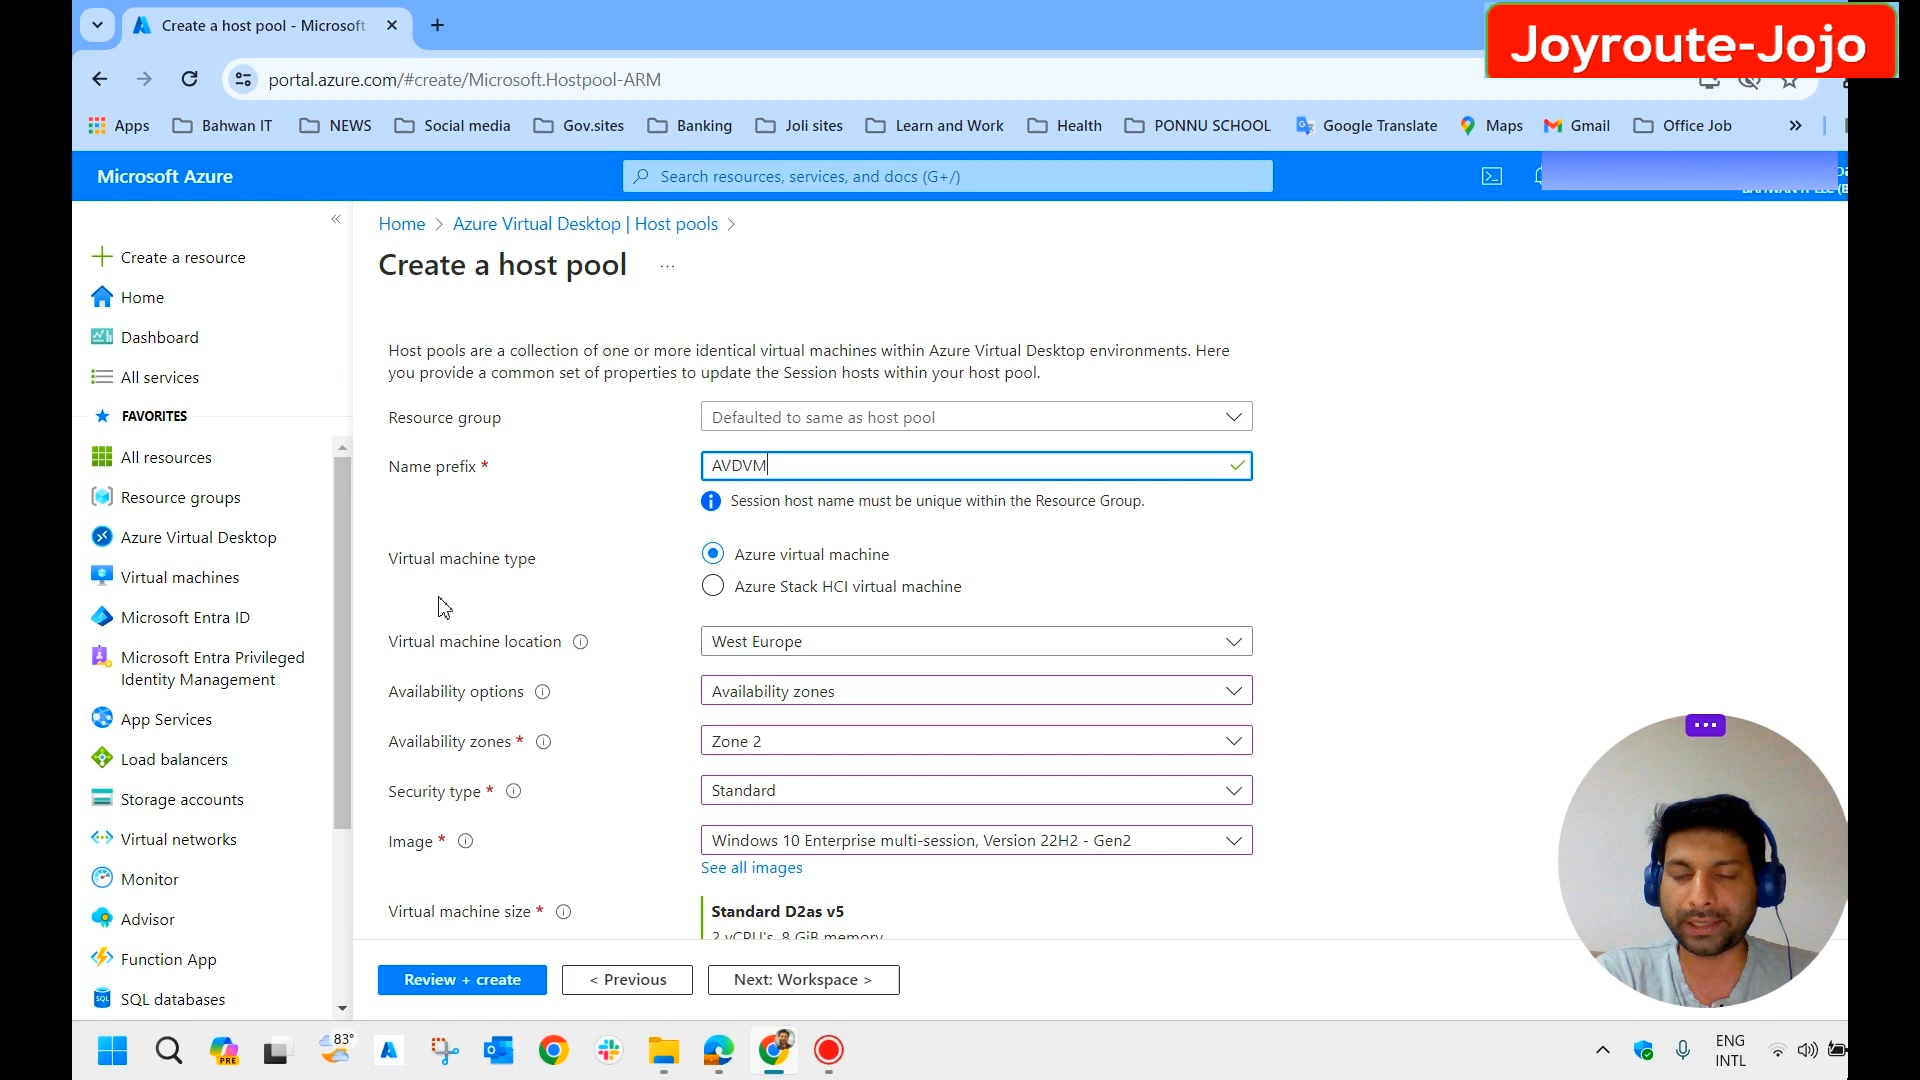 Create a host pool - Microsoft
Joyroute-Jojo
portal.azure.com/#create/Microsoft.Hostpool-ARM
Apps
Bahwan IT
NEWS
Social media
Gov.sites
Banking
Joli sites
Learn and Work
Health
PONNU SCHOOL
Google Translate
Maps
Gmail
Office Job
Microsoft Azure
Search resources, services, and docs (G+/)
Home > Azure Virtual Desktop | Host pools >
Create a host pool ...
Create a resource
Home
Dashboard
All services
FAVORITES
All resources
Resource groups
Azure Virtual Desktop
Virtual machines
Microsoft Entra ID
Microsoft Entra Privileged
Identity Management
App Services
Load balancers
Storage accounts
Virtual networks
Monitor
Advisor
Function App
SQL databases
Host pools are a collection of one or more identical virtual machines within Azure Virtual Desktop environments. Here
you provide a common set of properties to update the Session hosts within your host pool.
Resource group
Defaulted to same as host pool
Name prefix *
AVDVM
Session host name must be unique within the Resource Group.
Virtual machine type
Azure virtual machine
Azure Stack HCI virtual machine
Virtual machine location
West Europe
Availability options
Availability zones
Availability zones *
Zone 2
Security type *
Standard
Image *
Windows 10 Enterprise multi-session, Version 22H2 - Gen2
See all images
Virtual machine size *
Standard D2as v5
2 vCPU's, 8 GiB memory
Review + create
< Previous
Next: Workspace >
PRE
83°
ENG
INTL